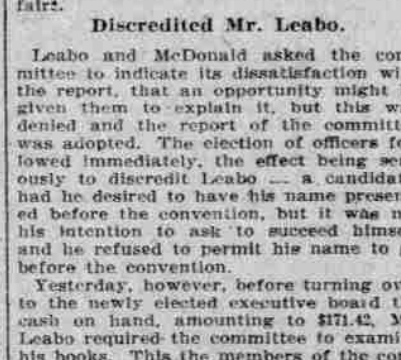 fairs.
Discredited Mr. Leabo.
Leabo and McDonald asked the com
mittee to indicate its dissatisfaction wi
the report, that an opportunity might
given them to explain it, but this w
denied and the report of the committ
was adopted. The election of officers fo
lowed immediately, the effect being ser
ously to discredit Leabo — a candidat
had he desired to have his name presen
ed before the convention, but it was n
his intention to ask to succeed himse
and he refused to permit his name to
before the convention.
Yesterday, however, before turning ov
to the newly elected executive board t
cash on hand, amounting to $171.42, M
Leabo required the committee to exami
his books. This the members of the com